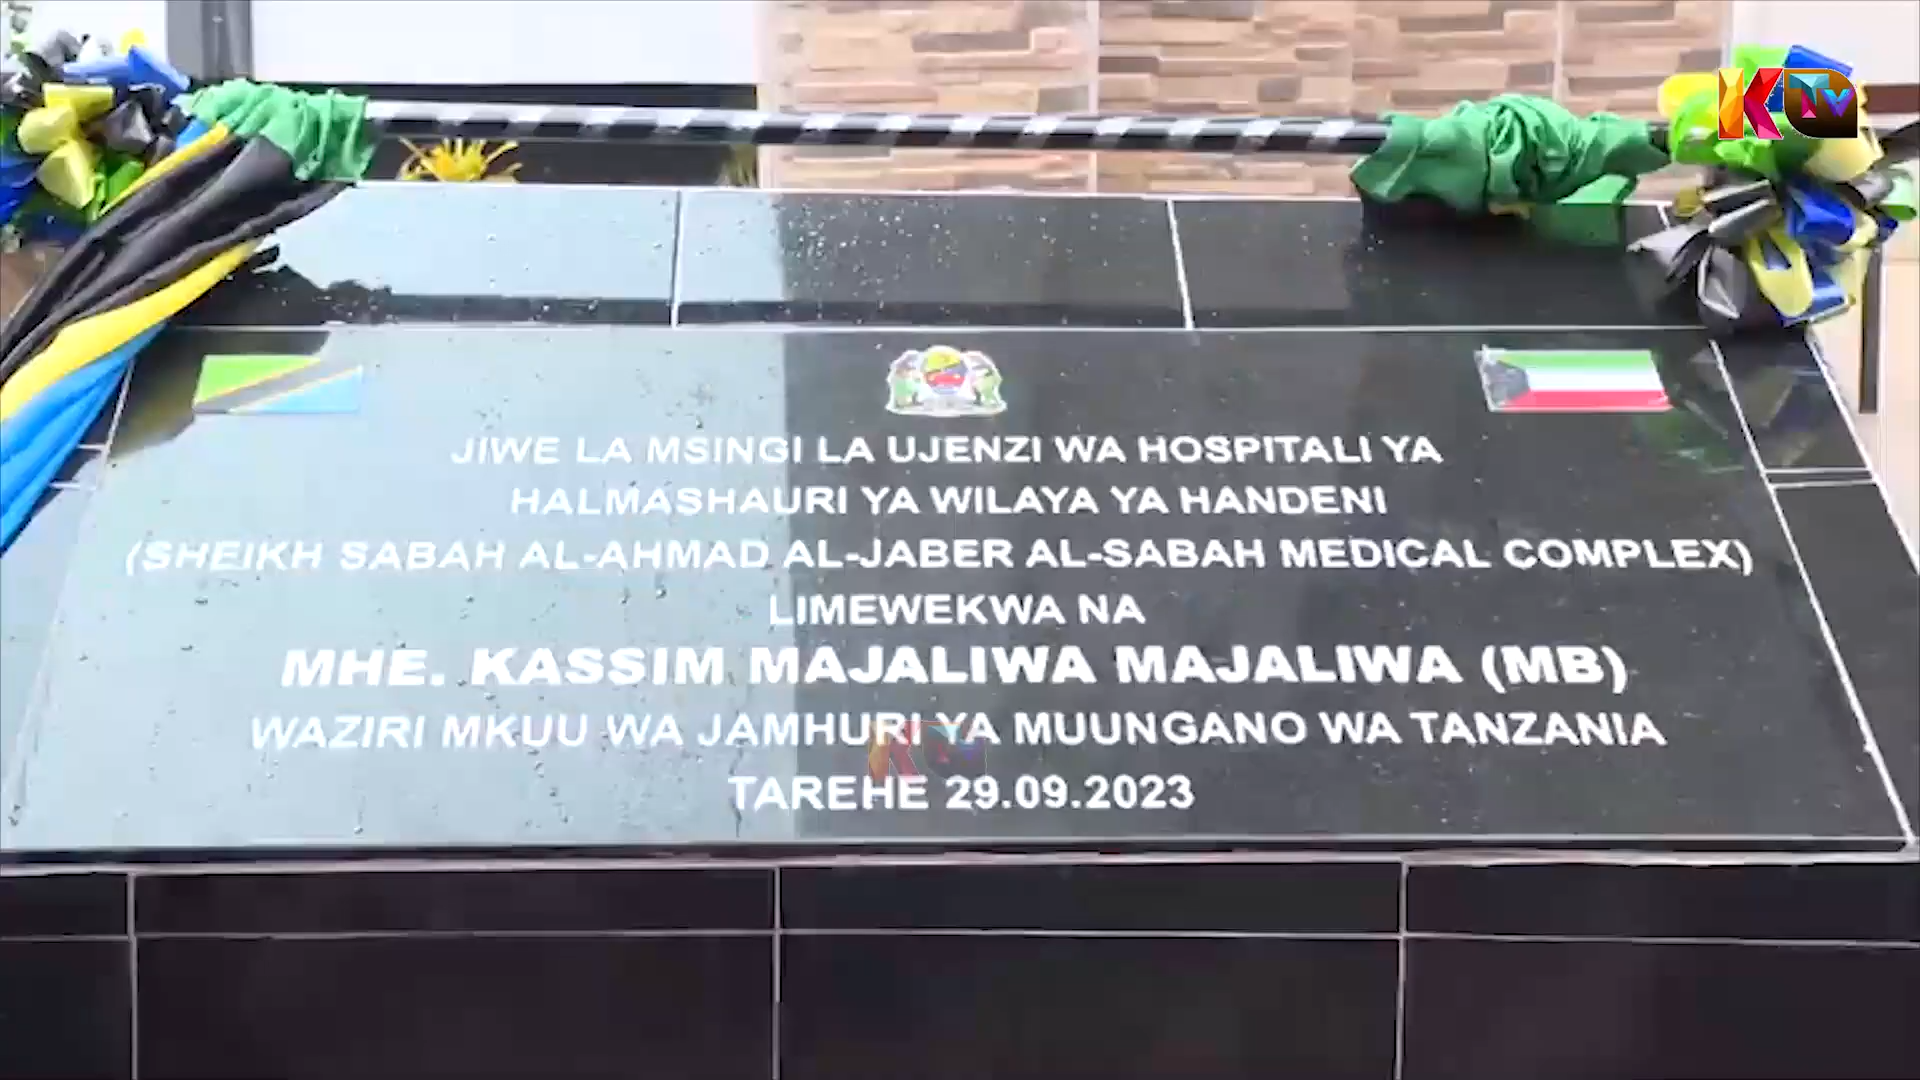 KTV
JIWE LA MSINGI LA UJENZI WA HOSPITALI YA
HALMASHAURI YA WILAYA YA HANDENI
(SHEIKH SABAH AL-AHMAD AL-JABER AL-SABAH MEDICAL COMPLEX)
LIMEWEKWA NA
MHE. KASSIM MAJALIWA MAJALIWA (MB)
WAZIRI MKUU WA JAMHURI YA MUUNGANO WA TANZANIA
KTV
TAREHE 29.09.2023